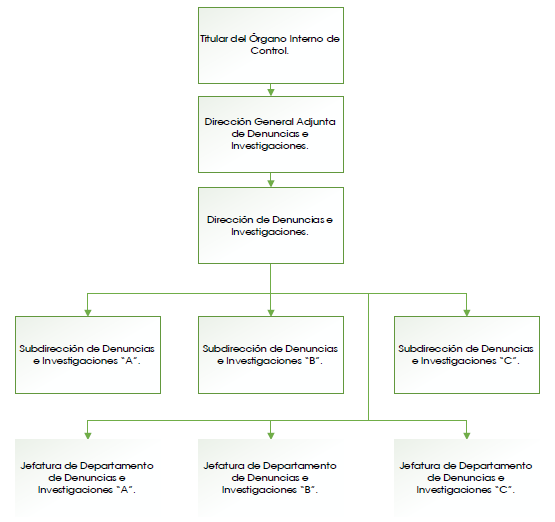 Titular del Órgano Interno de
Control.
Dirección General Adjunta
de Denuncias e
Investigaciones.
Dirección de Denuncias e
Investigaciones.
Subdirección de Denuncias
e Investigaciones “A”.
Subdirección de Denuncias
e Investigaciones “B”.
Subdirección de Denuncias
e Investigaciones “C”.
Jefatura de Departamento
de Denuncias e
Investigaciones “A”.
Jefatura de Departamento
de Denuncias e
Investigaciones “B”.
Jefatura de Departamento
de Denuncias e
Investigaciones “C”.